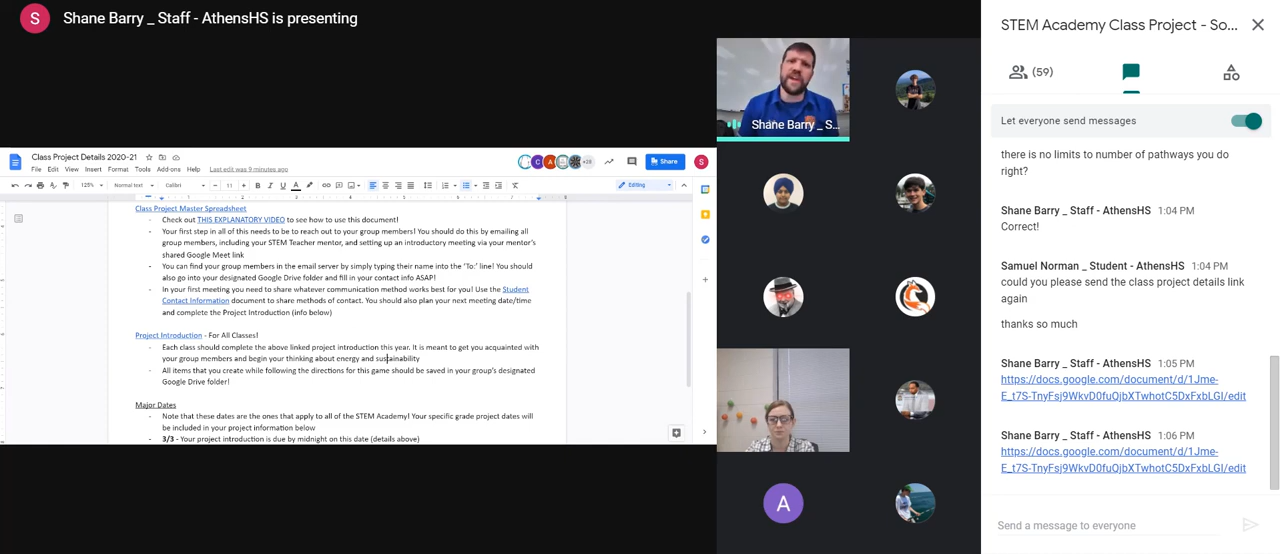 S
Shane Barry _ Staff - AthensHS is presenting
Class Project Details 2020-21
File Edit View Insert Format Tools Add-ons Help Last edit was 9 minutes ago
C A +39 Share S
125% Normal text Calibri 11 B I U A Editing
Class Project Master Spreadsheet
- Check out THIS EXPLANATORY VIDEO to see how to use this document!
- Your first step in all of this needs to be to reach out to your group members! You should do this by emailing all
group members, including your STEM Teacher mentor, and setting up an introductory meeting via your mentor's
shared Google Meet link
- You can find your group members in the email server by simply typing their name into the 'To:' line! You should
also go into your designated Google Drive folder and fill in your contact info ASAP!
- In your first meeting you need to share whatever communication method works best for you! Use the Student
Contact Information document to share methods of contact. You should also plan your next meeting date/time
and complete the Project Introduction (info below)
Project Introduction - For All Classes!
- Each class should complete the above linked project introduction this year. It is meant to get you acquainted with
your group members and begin your thinking about energy and sustainability
- All items that you create while following the directions for this game should be saved in your group's designated
Google Drive folder!
Major Dates
- Note that these dates are the ones that apply to all of the STEM Academy! Your specific grade project dates will
be included in your project information below
- 3/3 - Your project introduction is due by midnight on this date (details above)
Shane Barry _ S...
A
STEM Academy Class Project - So...
(59)
Let everyone send messages
there is no limits to number of pathways you do
right?
Shane Barry _ Staff - AthensHS 1:04 PM
Correct!
Samuel Norman _ Student - AthensHS 1:04 PM
could you please send the class project details link
again
thanks so much
Shane Barry _ Staff - AthensHS 1:05 PM
https://docs.google.com/document/d/1Jme-
E_t7S-TnyFsj9WkvD0fuQjbXTwhotC5DxFxbLGI/edit
Shane Barry _ Staff - AthensHS 1:06 PM
https://docs.google.com/document/d/1Jme-
E_t7S-TnyFsj9WkvD0fuQjbXTwhotC5DxFxbLGI/edit
Send a message to everyone